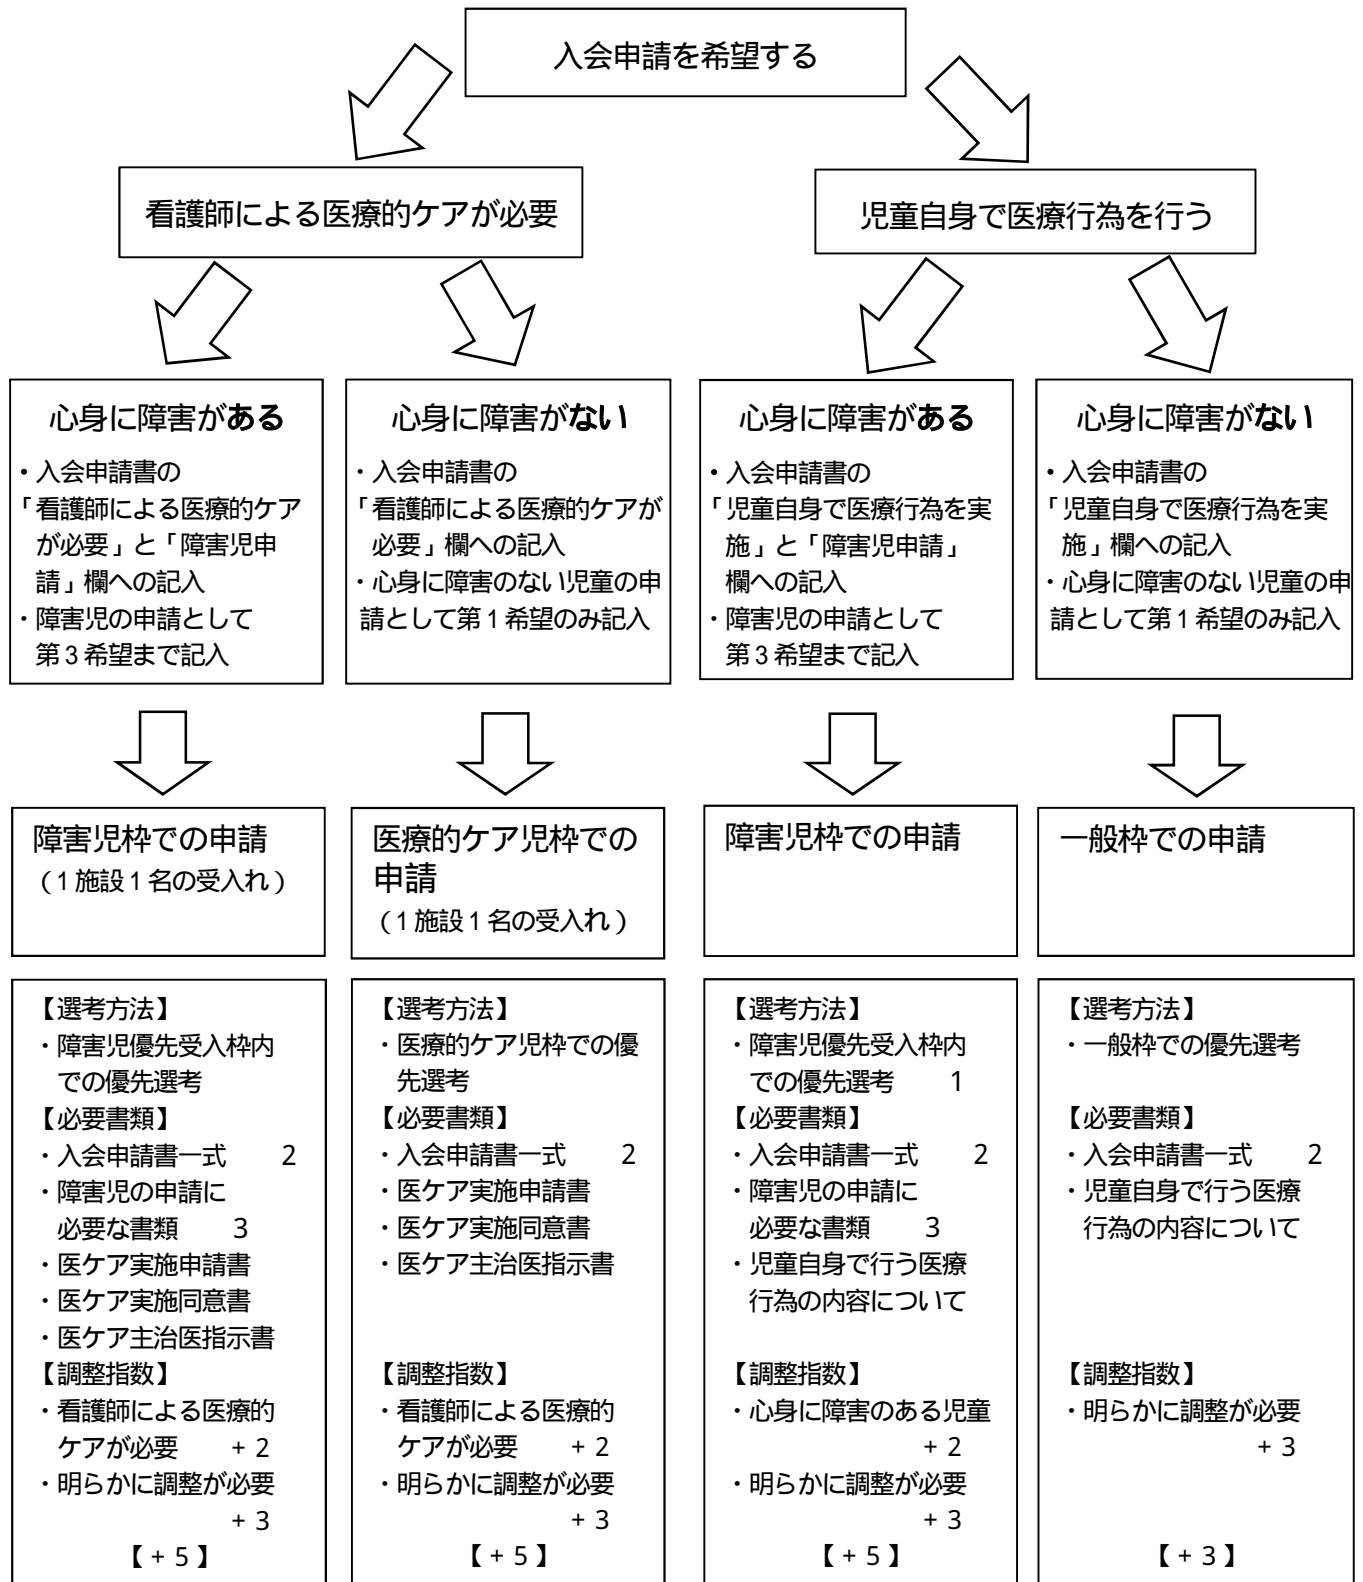 入会申請を希望する
看護師による医療的ケアが必要
児童自身で医療行為を行う
心身に障害がある
・入会申請書の
「看護師による医療的ケア
が必要」と「障害児申
請」欄への記入
・障害児の申請として
第3希望まで記入
心身に障害がない
・入会申請書の
「看護師による医療的ケアが
必要」欄への記入
・心身に障害のない児童の申
請として第1希望のみ記入
心身に障害がある
・入会申請書の
「児童自身で医療行為を実
施」と「障害児申請」
欄への記入
・障害児の申請として
第3希望まで記入
心身に障害がない
・入会申請書の
「児童自身で医療行為を実
施」欄への記入
・心身に障害のない児童の申
請として第1希望のみ記入
障害児枠での申請
(1施設1名の受入れ)
医療的ケア児枠での
申請
(1施設1名の受入れ)
障害児枠での申請
一般枠での申請
【選考方法】
・障害児優先受入枠内
での優先選考
【必要書類】
・入会申請書一式 2
・障害児の申請に
必要な書類 3
・医ケア実施申請書
・医ケア実施同意書
・医ケア主治医指示書
【調整指数】
・看護師による医療的
ケアが必要 +2
・明らかに調整が必要
+3
【+5】
【選考方法】
・医療的ケア児枠での優
先選考
【必要書類】
・入会申請書一式 2
・医ケア実施申請書
・医ケア実施同意書
・医ケア主治医指示書
【調整指数】
・看護師による医療的
ケアが必要 +2
・明らかに調整が必要
+3
【+5】
【選考方法】
・障害児優先受入枠内
での優先選考 1
【必要書類】
・入会申請書一式 2
・障害児の申請に
必要な書類 3
・児童自身で行う医療
行為の内容について
【調整指数】
・心身に障害のある児童
+2
・明らかに調整が必要
+3
【+5】
【選考方法】
・一般枠での優先選考
【必要書類】
・入会申請書一式 2
・児童自身で行う医療
行為の内容について
【調整指数】
・明らかに調整が必要
+3
【+3】